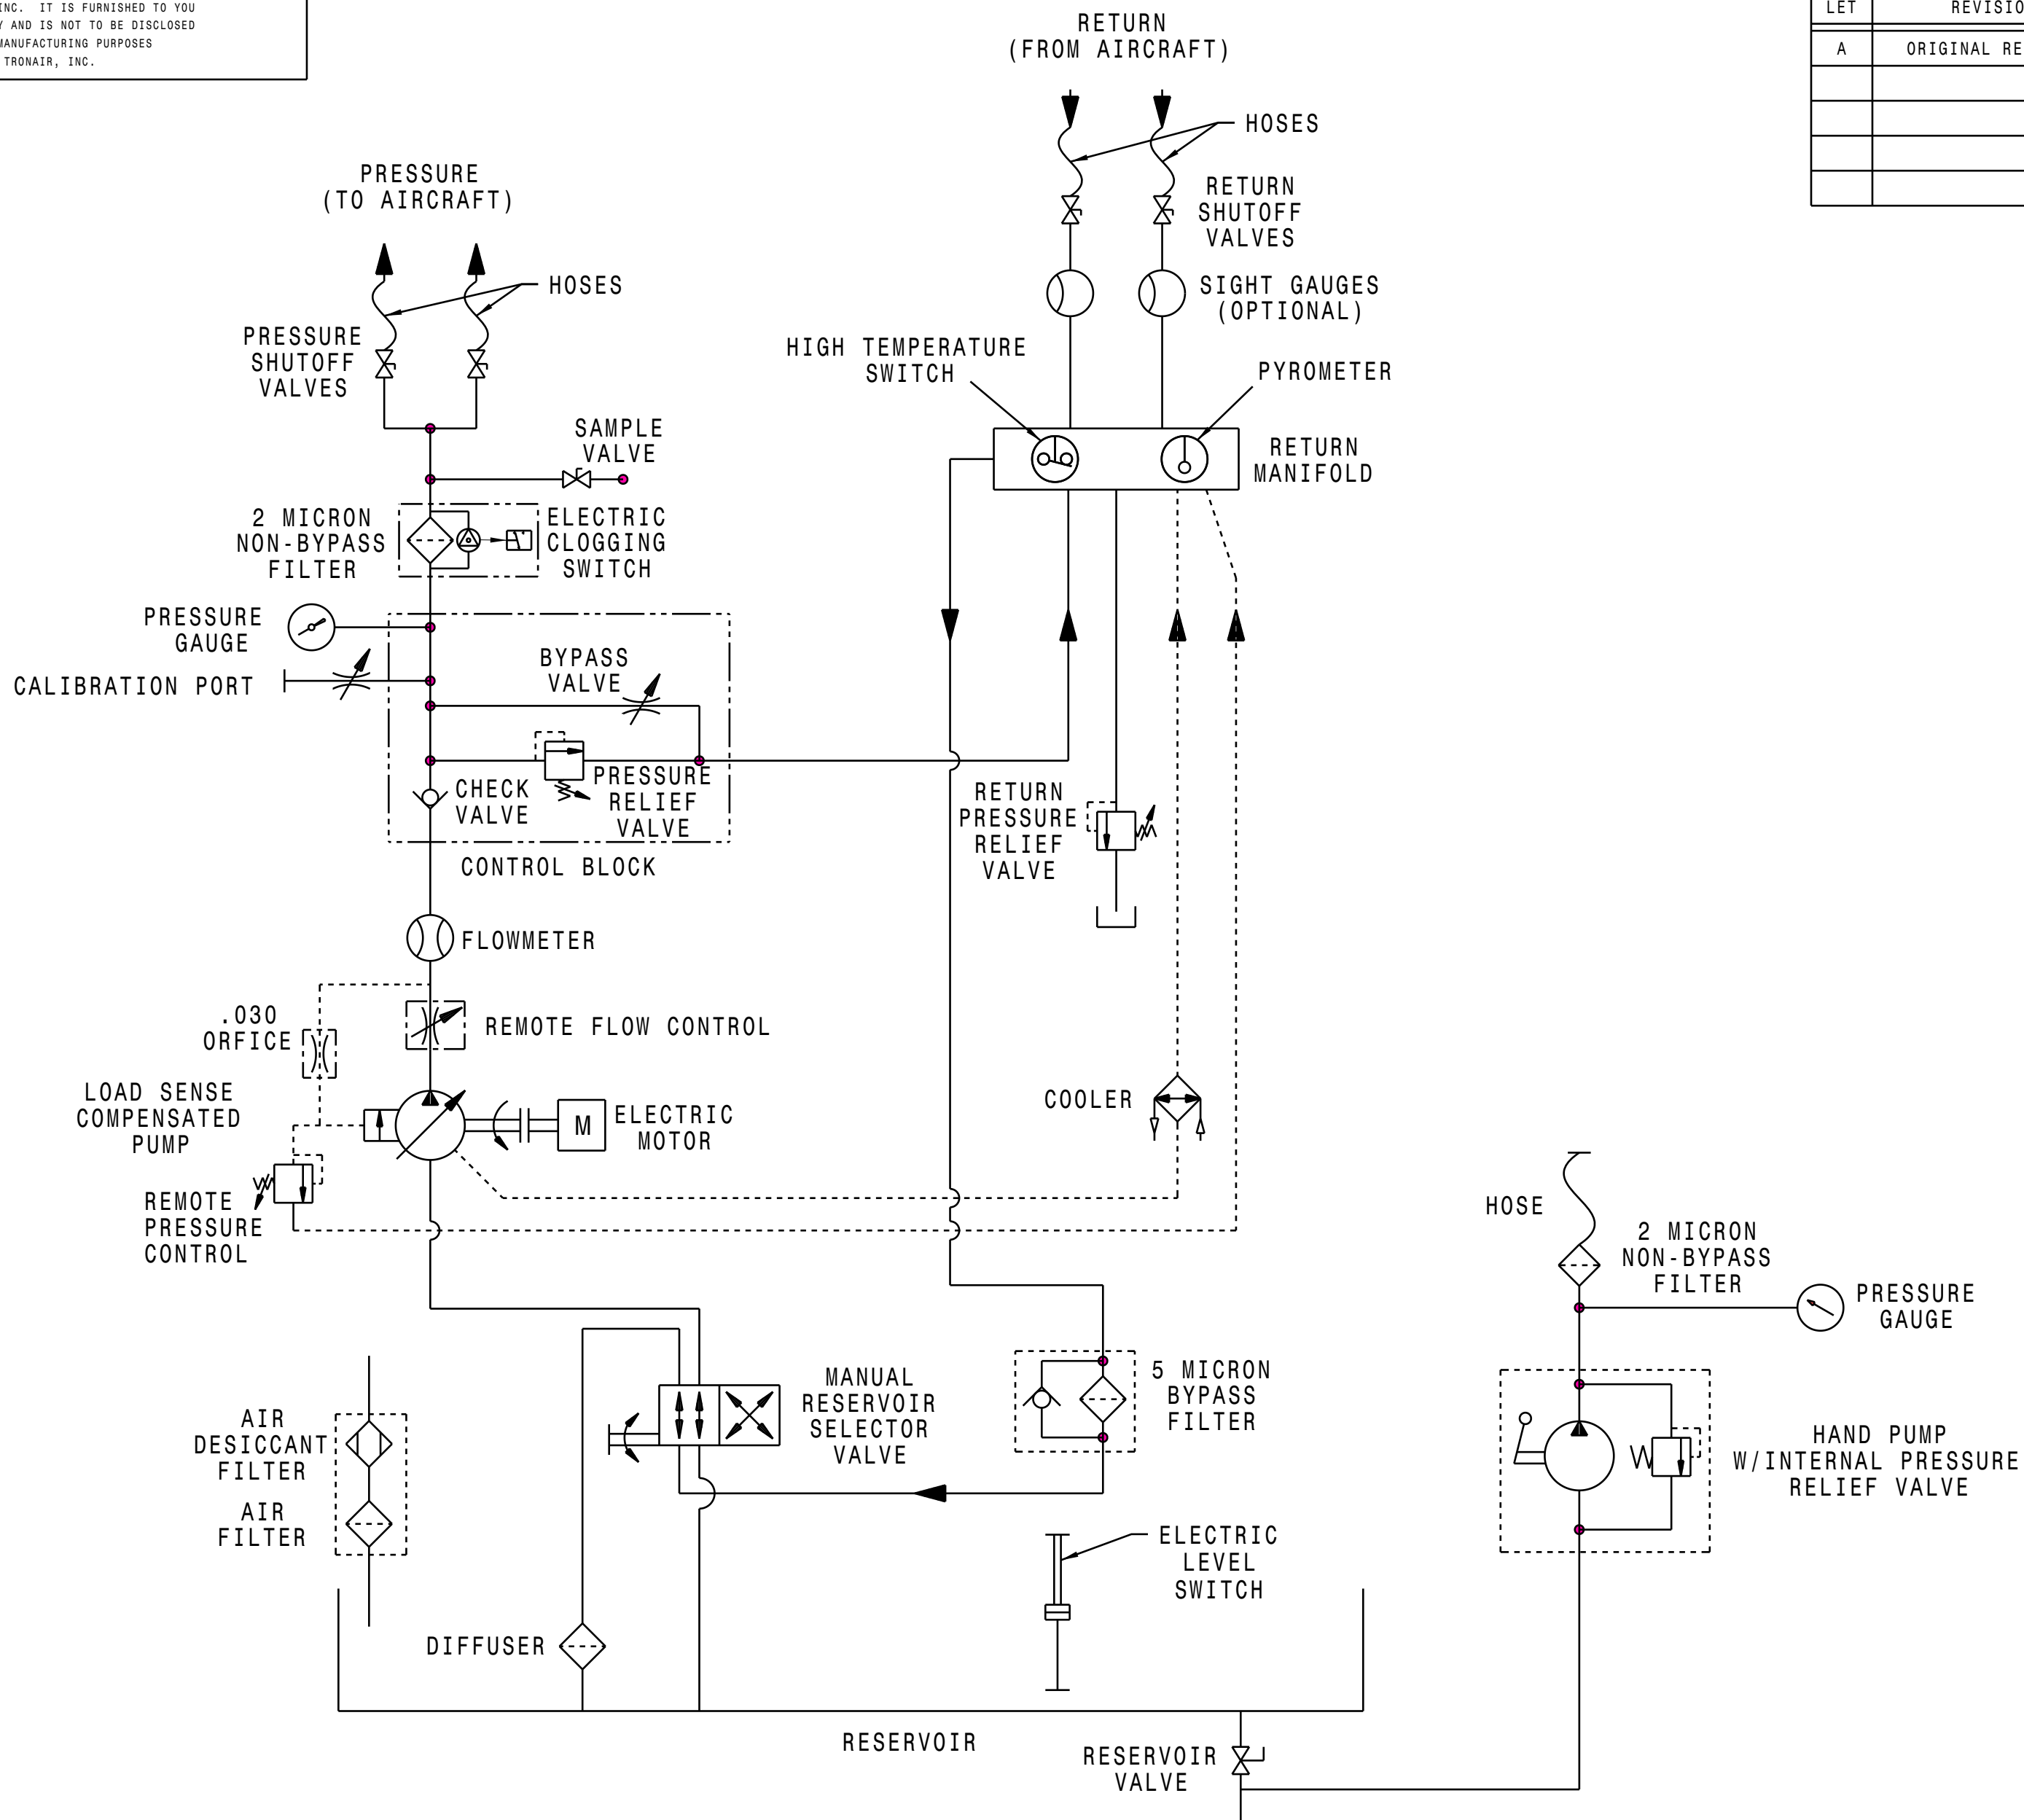 INC. IT IS FURNISHED TO YOU
AND IS NOT TO BE DISCLOSED
MANUFACTURING PURPOSES
TRONAIR, INC.
LET
A ORIGINAL
RETURN
(FROM AIRCRAFT)
HOSES
RETURN
SHUTOFF
VALVES
SIGHT GAUGES
(OPTIONAL)
PRESSURE
(TO AIRCRAFT)
HOSES
PRESSURE
SHUTOFF
VALVES
HIGH TEMPERATURE
SWITCH
PYROMETER
RETURN
MANIFOLD
SAMPLE
VALVE
2 MICRON
NON-BYPASS
FILTER
ELECTRIC
CLOGGING
SWITCH
PRESSURE
GAUGE
CALIBRATION PORT
BYPASS
VALVE
CHECK
VALVE
PRESSURE
RELIEF
VALVE
CONTROL BLOCK
RETURN
PRESSURE
RELIEF
VALVE
FLOWMETER
.030
ORFICE
REMOTE FLOW CONTROL
LOAD SENSE
COMPENSATED
PUMP
M
ELECTRIC
MOTOR
COOLER
REMOTE
PRESSURE
CONTROL
HOSE
2 MICRON
NON-BYPASS
FILTER
PRESSURE
GAUGE
MANUAL
RESERVOIR
SELECTOR
VALVE
5 MICRON
BYPASS
FILTER
AIR
DESICCANT
FILTER
AIR
FILTER
HAND PUMP
W/INTERNAL PRESSURE
RELIEF VALVE
ELECTRIC
LEVEL
SWITCH
DIFFUSER
RESERVOIR
RESERVOIR
VALVE